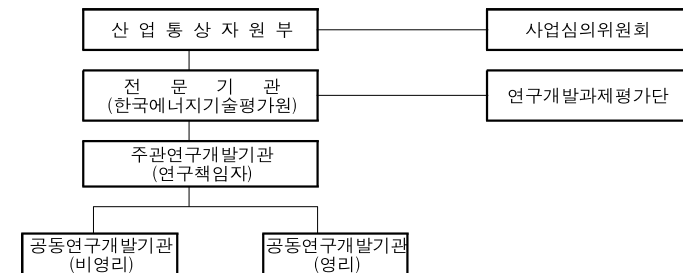 산 업 통 상 자 원 부
사업심의위원회
전 문 기 관
(한국에너지기술평가원)
연구개발과제평가단
주관연구개발기관
(연구책임자)
공동연구개발기관
(비영리)
공동연구개발기관
(영리)